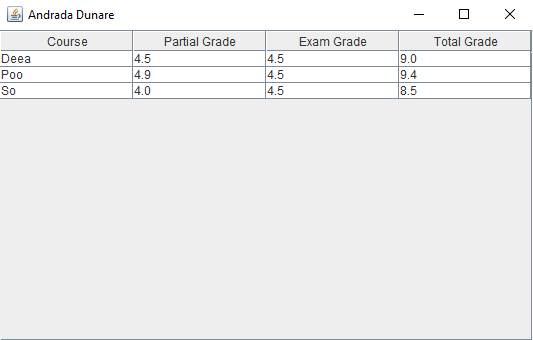 Andrada Dunare
Course Partial Grade Exam Grade Total Grade
Deea 4.5 4.5 9.0
Poo 4.9 4.5 9.4
So 4.0 4.5 8.5